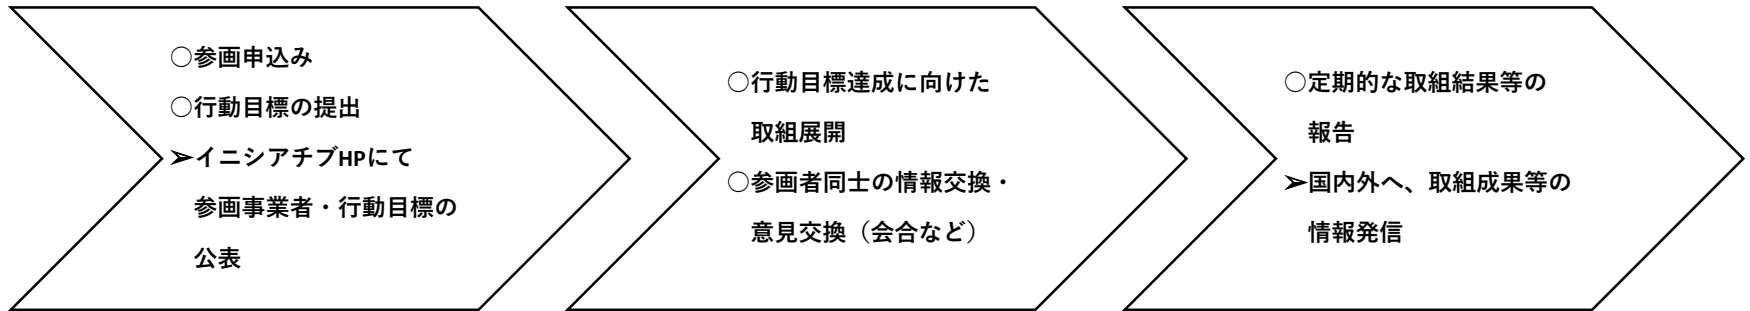 ○参画申込み
○行動目標の提出
➢イニシアチブHPにて
参画事業者・行動目標の
公表
○行動目標達成に向けた
取組展開
○参画者同士の情報交換・
意見交換（会合など）
○定期的な取組結果等の
報告
➢国内外へ、取組成果等の
情報発信